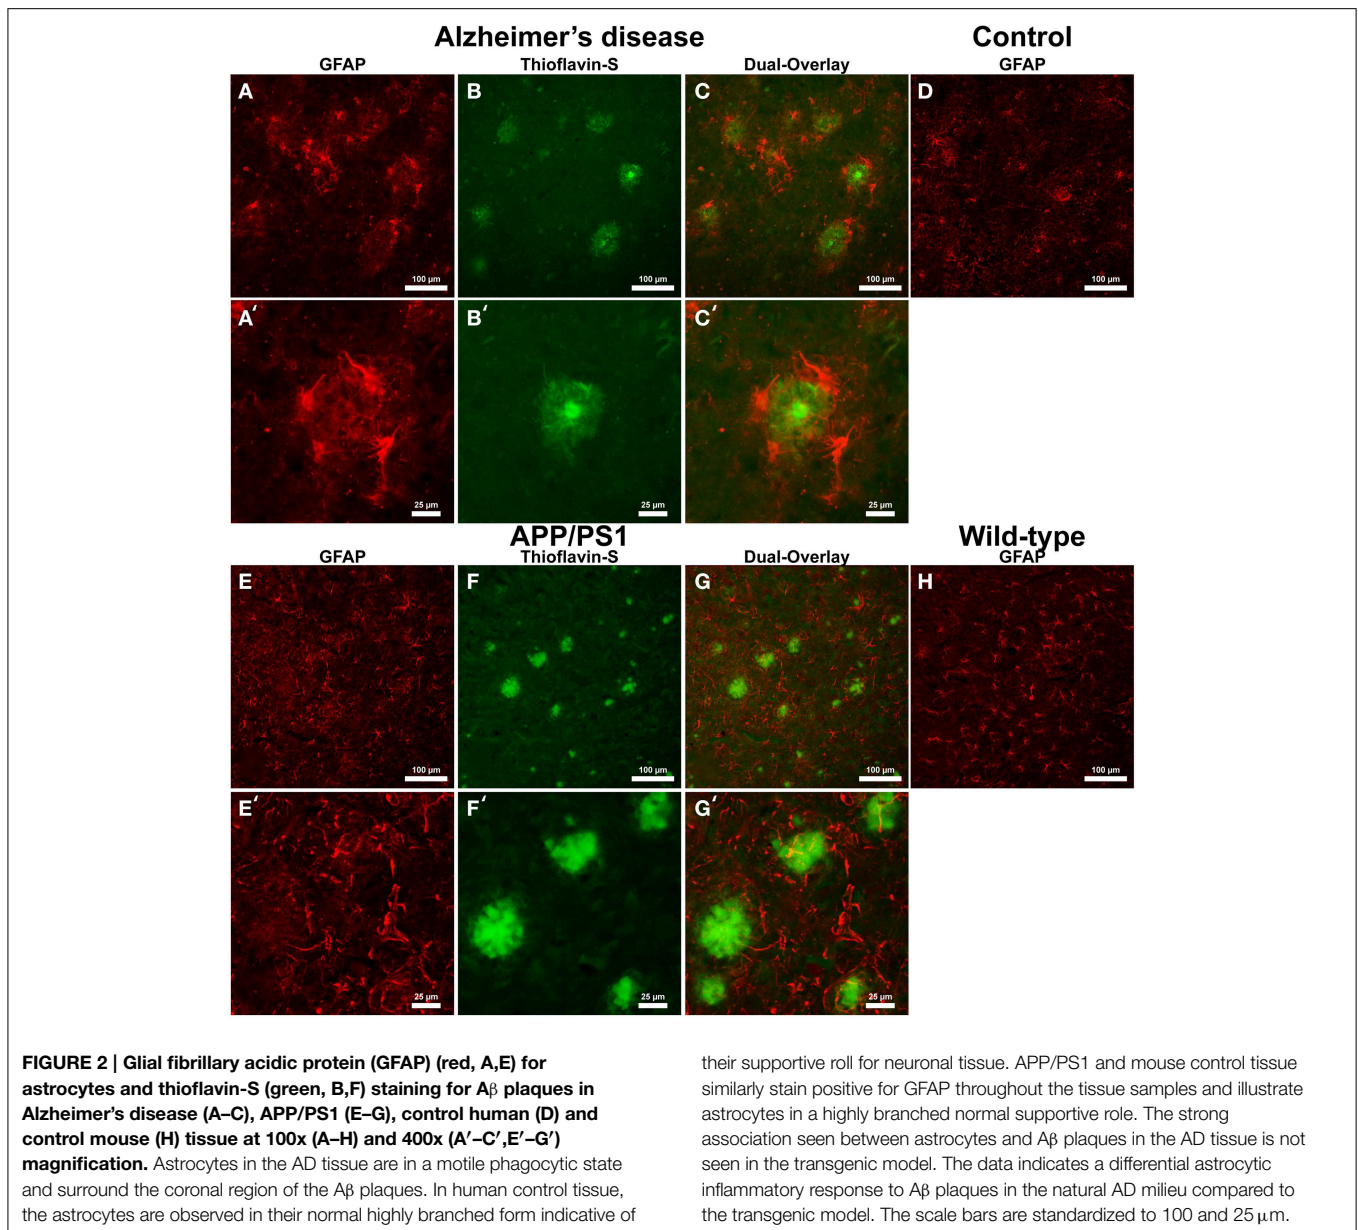 Alzheimer's disease Control
GFAP Thioflavin-S Dual-Overlay GFAP
A B C D
100 µm 100 µm 100 µm 100 µm
A′ B′ C′
25 µm 25 µm 25 µm
APP/PS1 Wild-type
GFAP Thioflavin-S Dual-Overlay GFAP
E F G H
100 µm 100 µm 100 µm 100 µm
E′ F′ G′
25 µm 25 µm 25 µm
FIGURE 2 | Glial fibrillary acidic protein (GFAP) (red, A,E) for
astrocytes and thioflavin-S (green, B,F) staining for Aβ plaques in
Alzheimer's disease (A–C), APP/PS1 (E–G), control human (D) and
control mouse (H) tissue at 100x (A–H) and 400x (A′–C′,E′–G′)
magnification. Astrocytes in the AD tissue are in a motile phagocytic state
and surround the coronal region of the Aβ plaques. In human control tissue,
the astrocytes are observed in their normal highly branched form indicative of
their supportive roll for neuronal tissue. APP/PS1 and mouse control tissue
similarly stain positive for GFAP throughout the tissue samples and illustrate
astrocytes in a highly branched normal supportive role. The strong
association seen between astrocytes and Aβ plaques in the AD tissue is not
seen in the transgenic model. The data indicates a differential astrocytic
inflammatory response to Aβ plaques in the natural AD milieu compared to
the transgenic model. The scale bars are standardized to 100 and 25 µm.